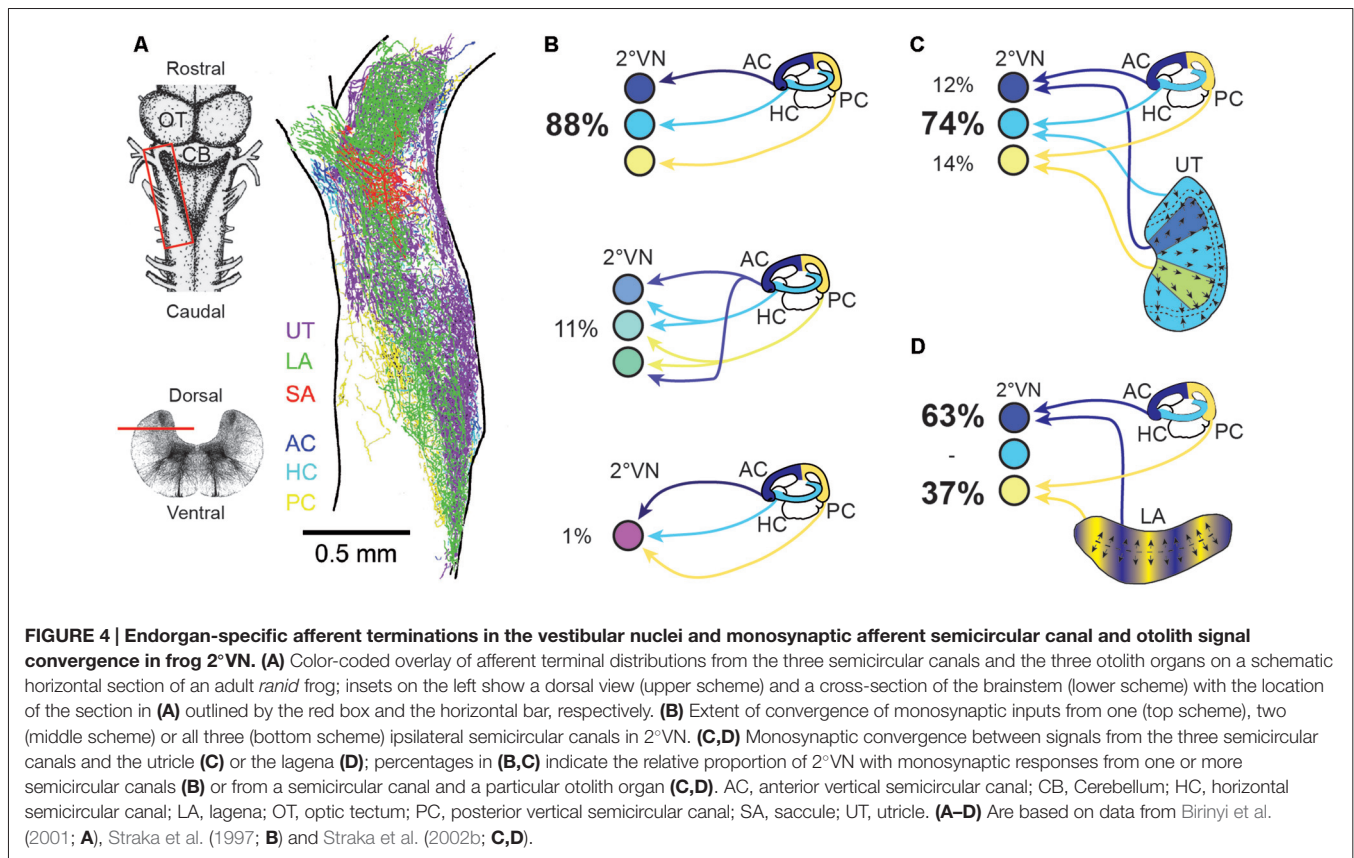 A
Rostral
OT
CB
Caudal
Dorsal
Ventral
UT
LA
SA
AC
HC
PC
0.5 mm
B
2°VN
AC
88%
HC
PC
2°VN
AC
11%
HC
PC
2°VN
AC
1%
HC
PC
C
2°VN
12%
AC
74%
HC
PC
14%
UT
D
2°VN
63%
AC
-
HC
PC
37%
LA
FIGURE 4 | Endorgan-specific afferent terminations in the vestibular nuclei and monosynaptic afferent semicircular canal and otolith signal
convergence in frog 2°VN. (A) Color-coded overlay of afferent terminal distributions from the three semicircular canals and the three otolith organs on a schematic
horizontal section of an adult ranid frog; insets on the left show a dorsal view (upper scheme) and a cross-section of the brainstem (lower scheme) with the location
of the section in (A) outlined by the red box and the horizontal bar, respectively. (B) Extent of convergence of monosynaptic inputs from one (top scheme), two
(middle scheme) or all three (bottom scheme) ipsilateral semicircular canals in 2°VN. (C,D) Monosynaptic convergence between signals from the three semicircular
canals and the utricle (C) or the lagena (D); percentages in (B,C) indicate the relative proportion of 2°VN with monosynaptic responses from one or more
semicircular canals (B) or from a semicircular canal and a particular otolith organ (C,D). AC, anterior vertical semicircular canal; CB, Cerebellum; HC, horizontal
semicircular canal; LA, lagena; OT, optic tectum; PC, posterior vertical semicircular canal; SA, saccule; UT, utricle. (A–D) Are based on data from Birinyi et al.
(2001; A), Straka et al. (1997; B) and Straka et al. (2002b; C,D).